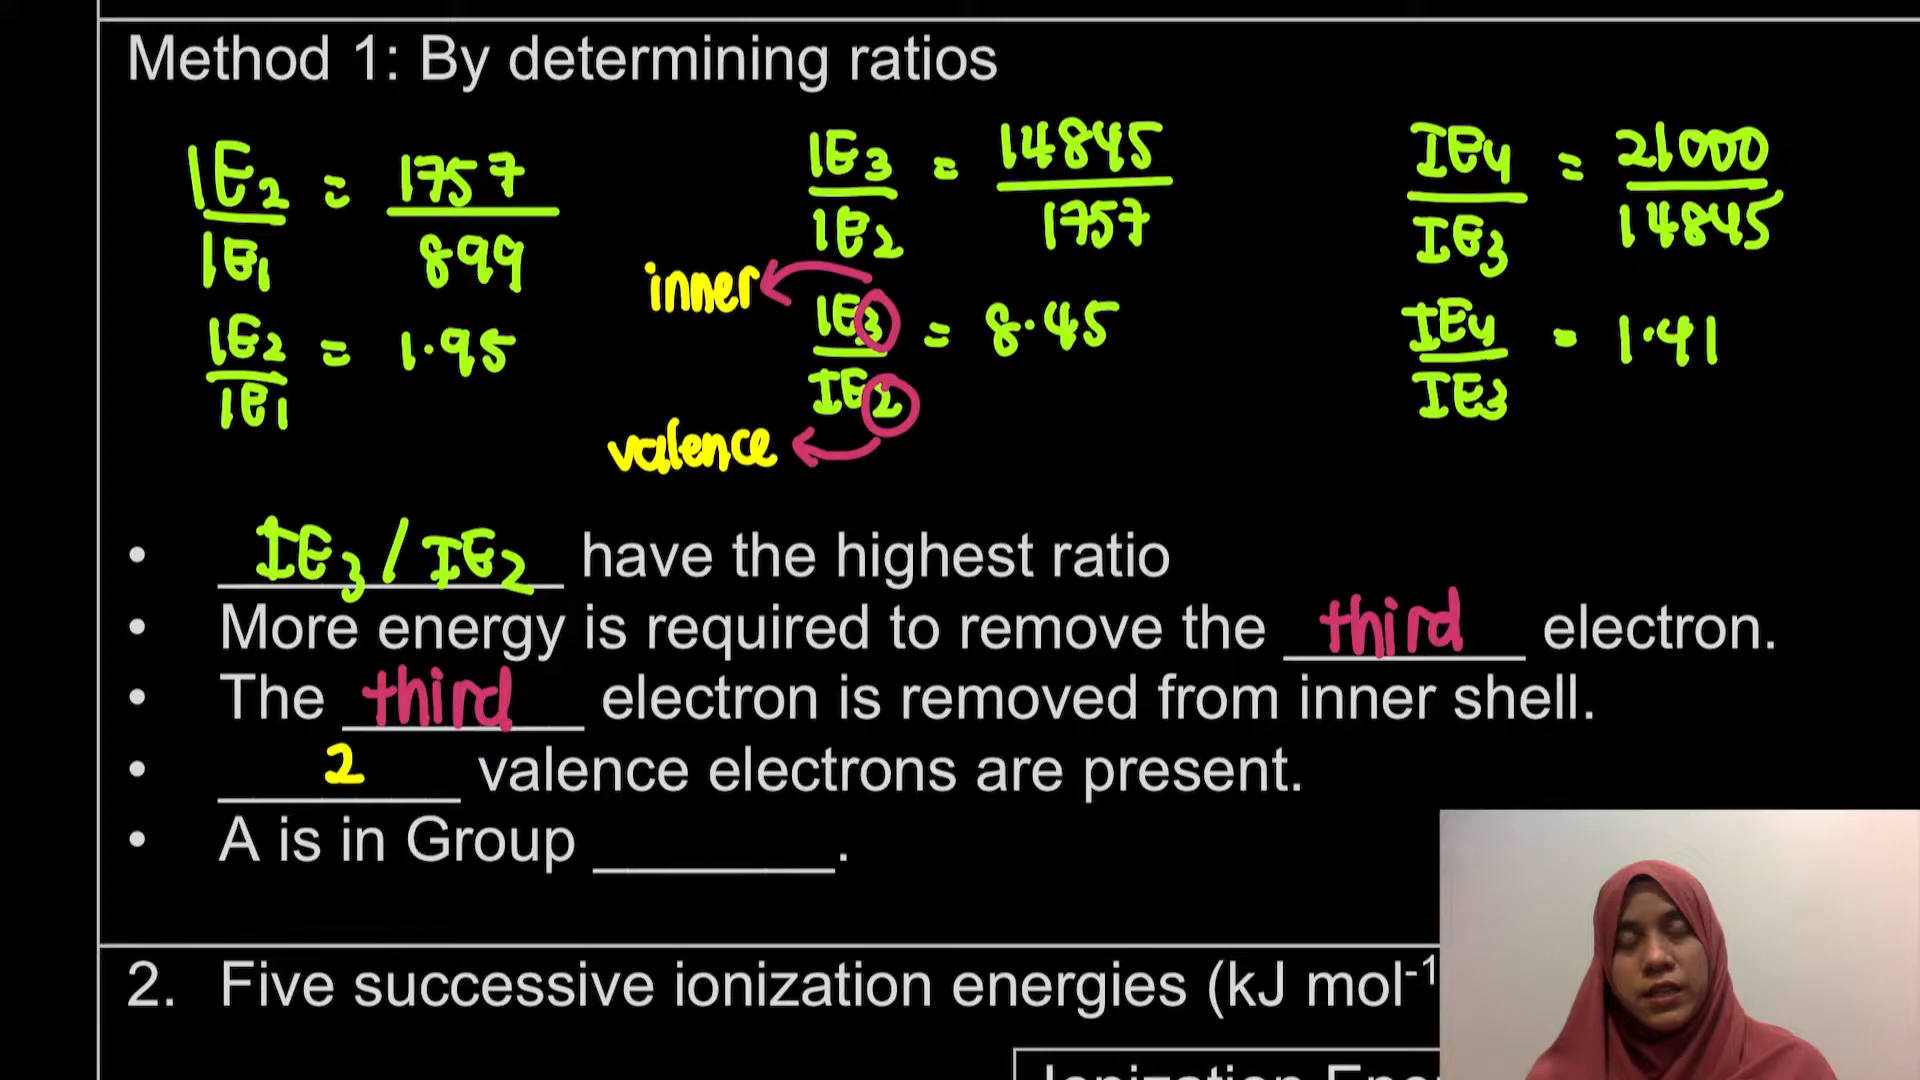 Method 1: By determining ratios
IE2/IE1 = 1757/899
IE2/IE1 = 1.95
IE3/IE2 = 14845/1757
inner
IE3/IE2 = 8.45
valence
IE4/IE3 = 21000/14845
IE4/IE3 = 1.41
• IE3/IE2 have the highest ratio
• More energy is required to remove the third electron.
• The third electron is removed from inner shell.
• 2 valence electrons are present.
• A is in Group ________.
2. Five successive ionization energies (kJ mol-1
Ionization Ener